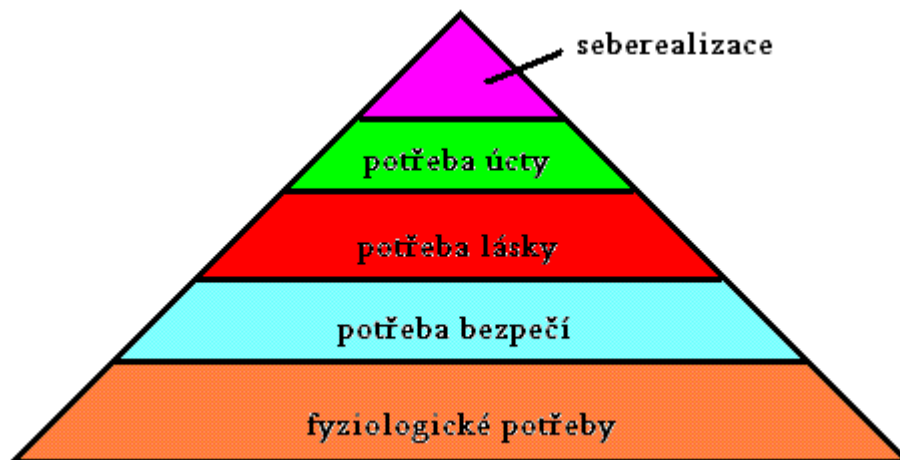 seberealizace
potřeba úcty
potřeba lásky
potřeba bezpečí
fyziologické potřeby